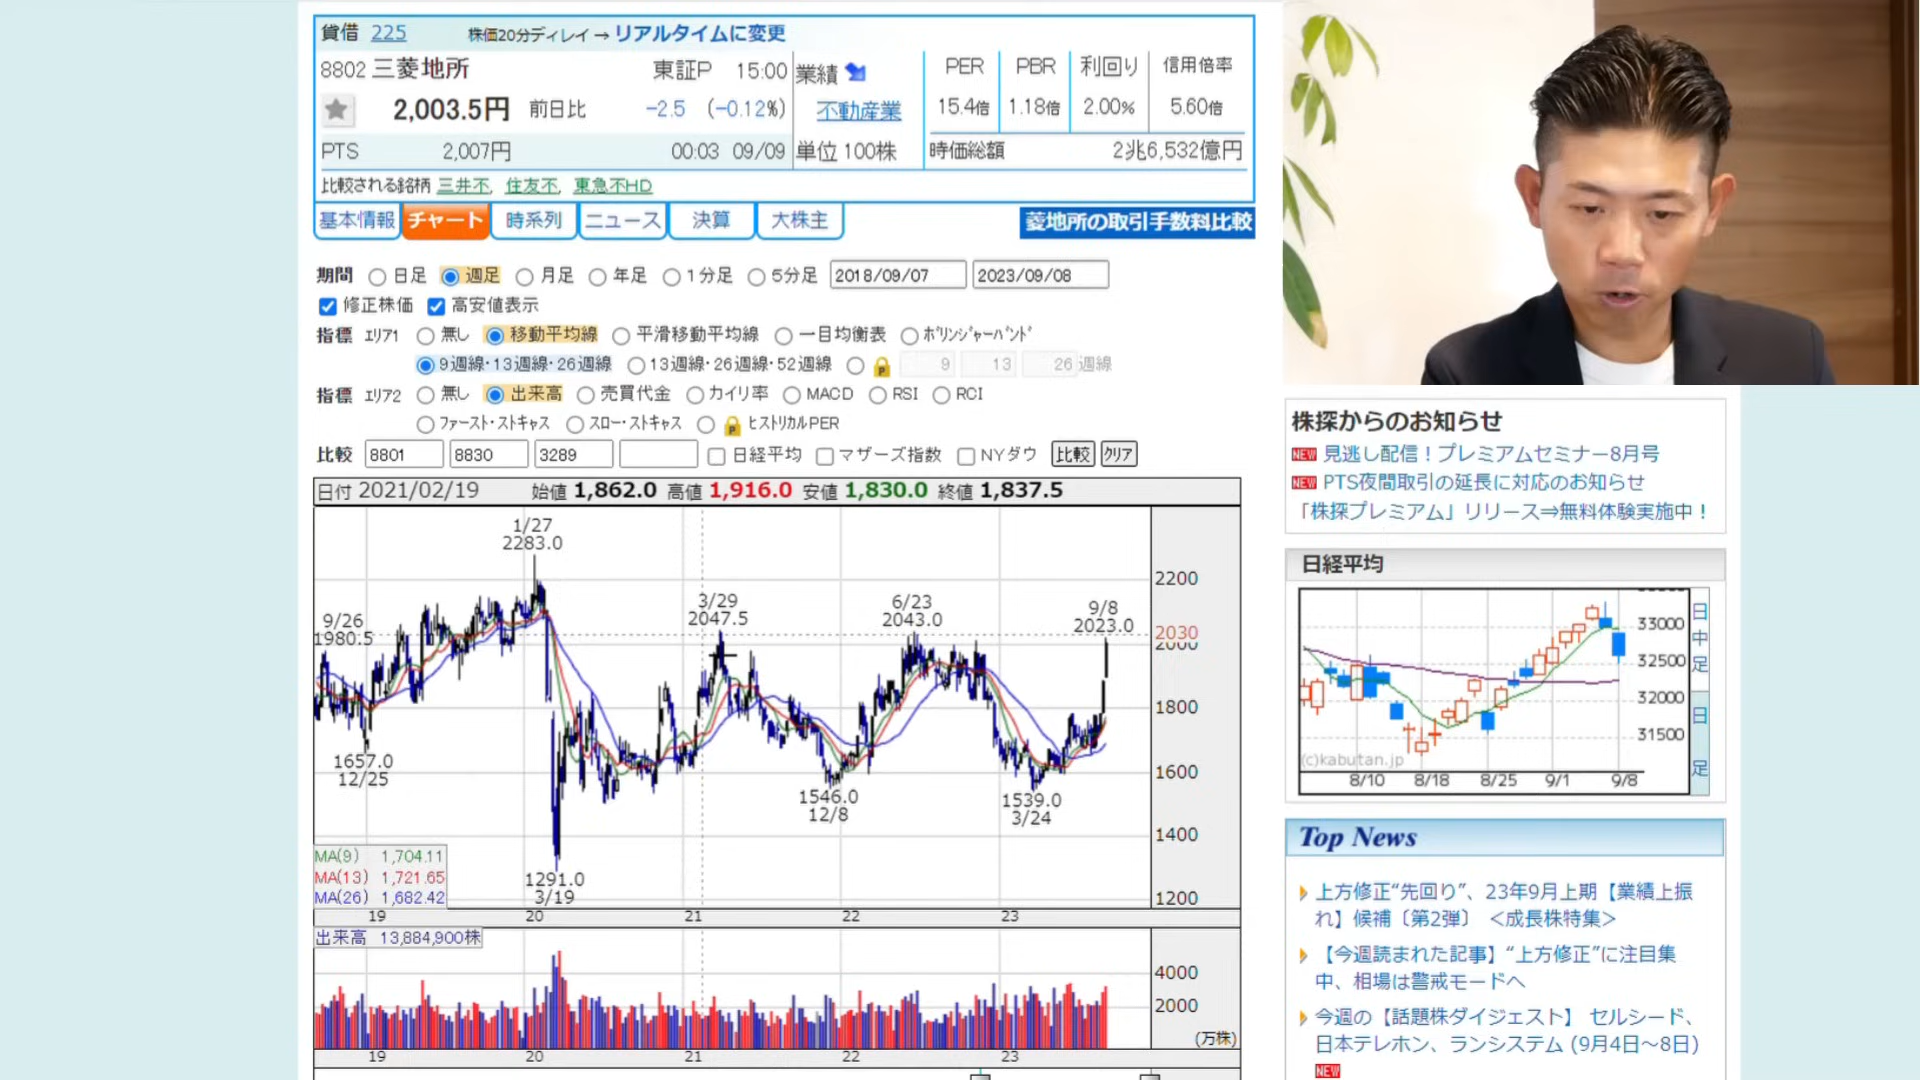 貸借 225 株価20分ディレイ → リアルタイムに変更
8802 三菱地所 東証P 15:00 業績
PER PBR 利回り 信用倍率
2,003.5円 前日比 -2.5 (-0.12%) 不動産業
15.4倍 1.18倍 2.00% 5.60倍
PTS 2,007円 00:03 09/09 単位 100株 時価総額 2兆6,532億円
比較される銘柄 三井不, 住友不, 東急不HD
基本情報 チャート 時系列 ニュース 決算 大株主 菱地所の取引手数料比較
期間 日足 週足 月足 年足 1分足 5分足 2018/09/07 2023/09/08
修正株価 高安値表示
指標 エリア1 無し 移動平均線 平滑移動平均線 一目均衡表 ボリンジャーバンド
9週線・13週線・26週線 13週線・26週線・52週線 9 13 26 週線
指標 エリア2 無し 出来高 売買代金 カイリ率 MACD RSI RCI
ファースト・ストキャス スロー・ストキャス ヒストリカルPER
比較 8801 8830 3289 日経平均 マザーズ指数 NYダウ 比較 クリア
日付 2021/02/19 始値 1,862.0 高値 1,916.0 安値 1,830.0 終値 1,837.5
1/27
2283.0
2200
3/29
2047.5
6/23
2043.0
9/8
2023.0
9/26
1980.5
2030
2000
1800
1657.0
12/25
1600
1546.0
12/8
1539.0
3/24
1400
MA(9) 1,704.11
MA(13) 1,721.65
MA(26) 1,682.42
1291.0
3/19
1200
19 20 21 22 23
出来高 13,884,900株
4000
2000
(万株)
19 20 21 22 23
株探からのお知らせ
NEW 見逃し配信！プレミアムセミナー8月号
NEW PTS夜間取引の延長に対応のお知らせ
「株探プレミアム」リリース⇒無料体験実施中！
日経平均
33000
32500
32000
31500
(c)kabutan.jp
8/10 8/18 8/25 9/1 9/8
日
中
足
日
足
Top News
上方修正“先回り”、23年9月上期【業績上振
れ】候補〔第2弾〕 ＜成長株特集＞
【今週読まれた記事】“上方修正”に注目集
中、相場は警戒モードへ
今週の【話題株ダイジェスト】 セルシード、
日本テレホン、ランシステム (9月4日～8日)
NEW